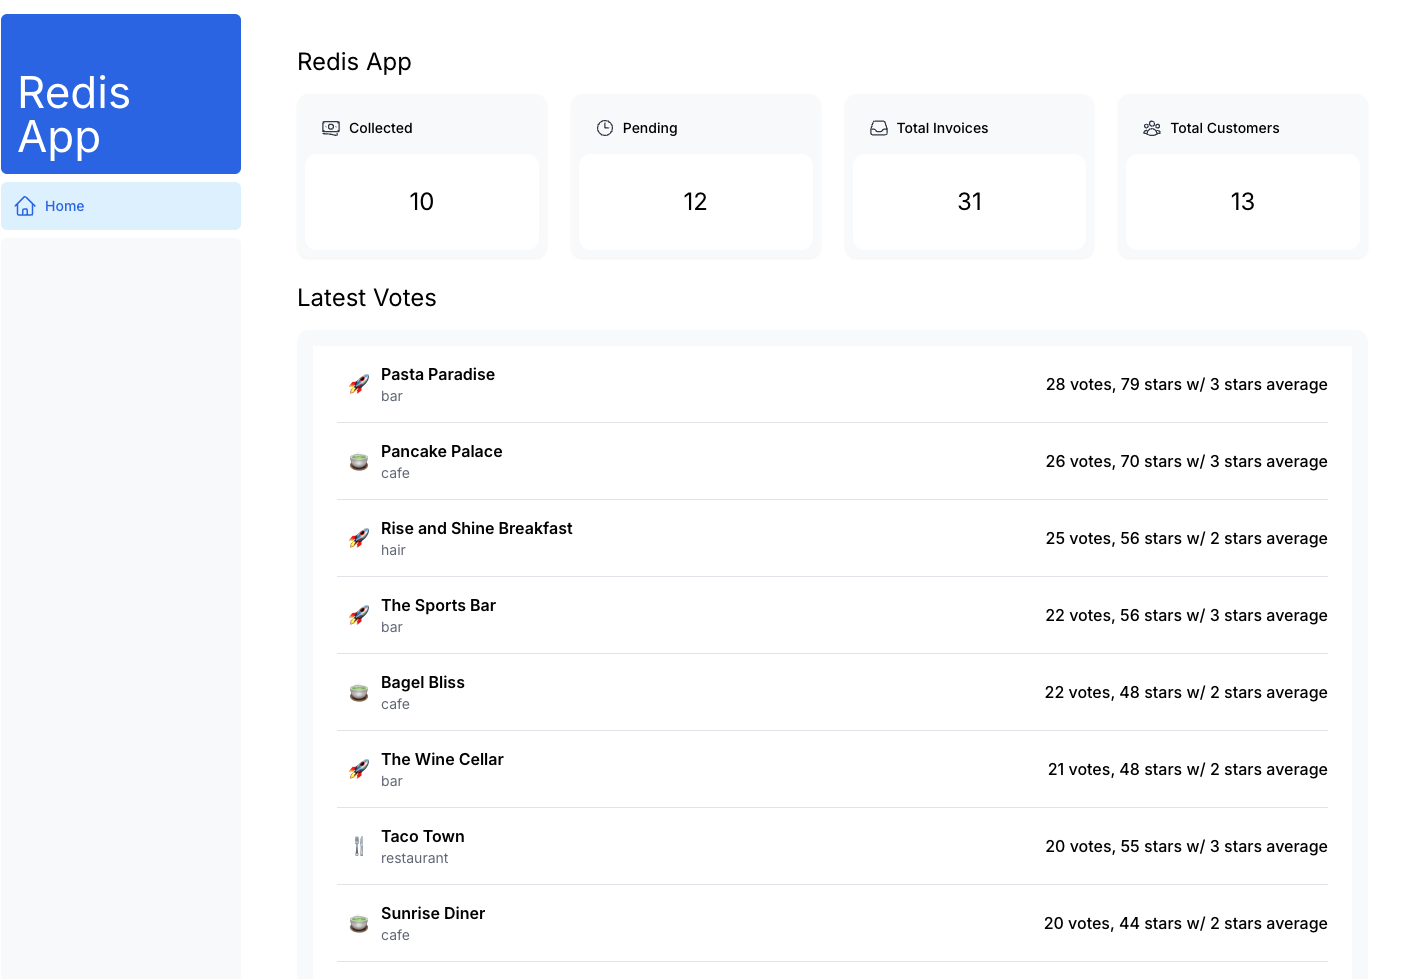 Redis
App
Home
Redis App
Collected
10
Pending
12
Total Invoices
31
Total Customers
13
Latest Votes
Pasta Paradise
bar
28 votes, 79 stars w/ 3 stars average
Pancake Palace
cafe
26 votes, 70 stars w/ 3 stars average
Rise and Shine Breakfast
hair
25 votes, 56 stars w/ 2 stars average
The Sports Bar
bar
22 votes, 56 stars w/ 3 stars average
Bagel Bliss
cafe
22 votes, 48 stars w/ 2 stars average
The Wine Cellar
bar
21 votes, 48 stars w/ 2 stars average
Taco Town
restaurant
20 votes, 55 stars w/ 3 stars average
Sunrise Diner
cafe
20 votes, 44 stars w/ 2 stars average